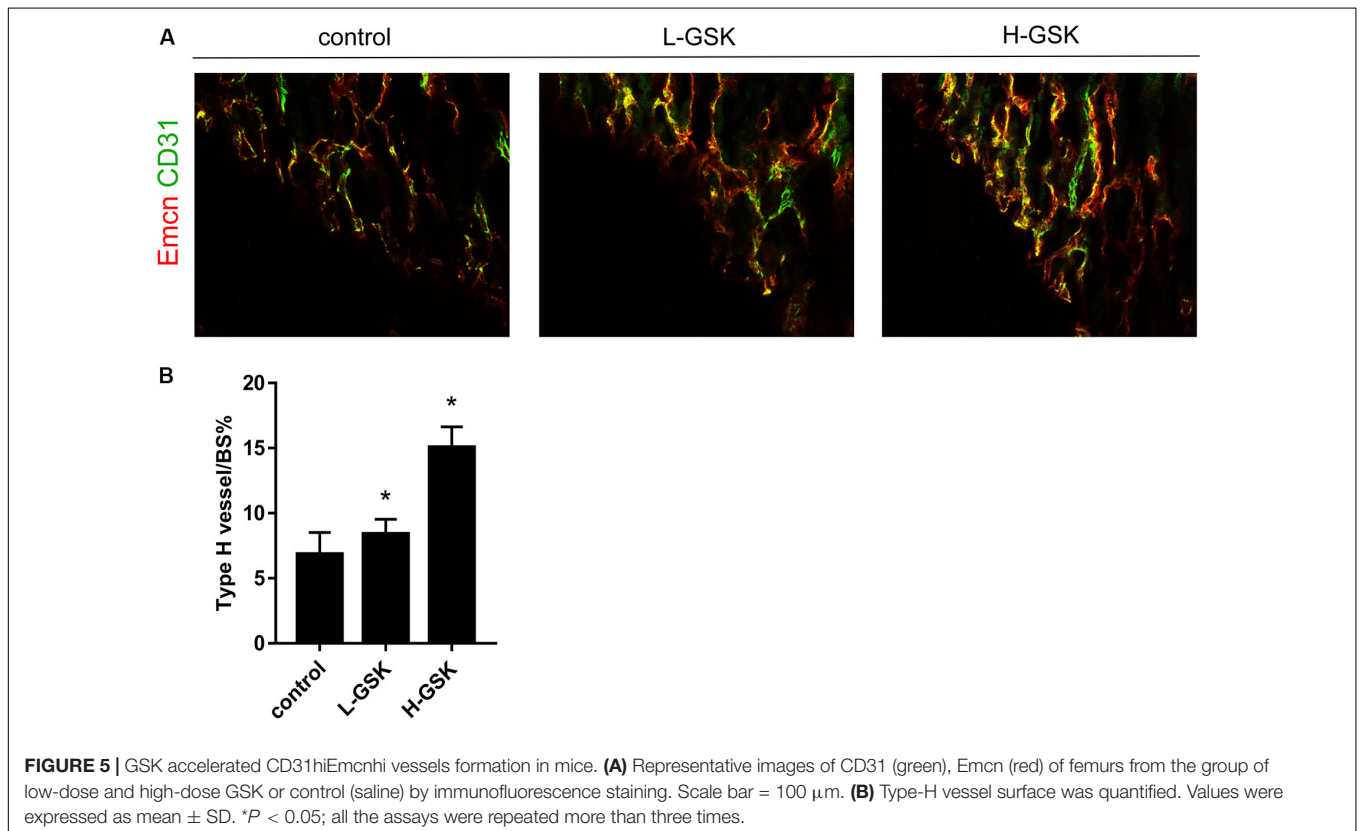 A
control
L-GSK
H-GSK
Emcn CD31
B
Type H vessel/BS%
20
15
10
5
0
*
*
control
L-GSK
H-GSK
FIGURE 5 | GSK accelerated CD31hiEmcnhi vessels formation in mice. (A) Representative images of CD31 (green), Emcn (red) of femurs from the group of
low-dose and high-dose GSK or control (saline) by immunofluorescence staining. Scale bar = 100 μm. (B) Type-H vessel surface was quantified. Values were
expressed as mean ± SD. *P < 0.05; all the assays were repeated more than three times.